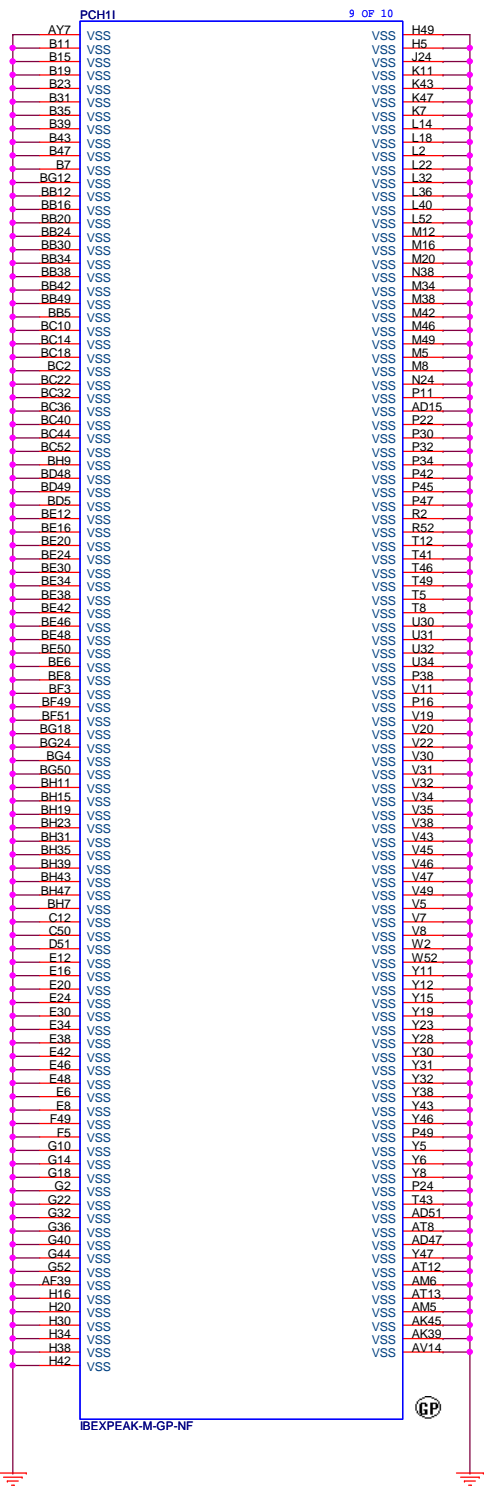 PCH1I 9 OF 10
AY7 VSS VSS H49
B11 VSS VSS H5
B15 VSS VSS J24
B19 VSS VSS K11
B23 VSS VSS K43
B31 VSS VSS K47
B35 VSS VSS K7
B39 VSS VSS L14
B43 VSS VSS L18
B47 VSS VSS L2
B7 VSS VSS L22
BG12 VSS VSS L32
BB12 VSS VSS L36
BB16 VSS VSS L40
BB20 VSS VSS L52
BB24 VSS VSS M12
BB30 VSS VSS M16
BB34 VSS VSS M20
BB38 VSS VSS N38
BB42 VSS VSS M34
BB49 VSS VSS M38
BB5 VSS VSS M42
BC10 VSS VSS M46
BC14 VSS VSS M49
BC18 VSS VSS M5
BC2 VSS VSS M8
BC22 VSS VSS N24
BC32 VSS VSS P11
BC36 VSS VSS AD15
BC40 VSS VSS P22
BC44 VSS VSS P30
BC52 VSS VSS P32
BH9 VSS VSS P34
BD48 VSS VSS P42
BD49 VSS VSS P45
BD5 VSS VSS P47
BE12 VSS VSS R2
BE16 VSS VSS R52
BE20 VSS VSS T12
BE24 VSS VSS T41
BE30 VSS VSS T46
BE34 VSS VSS T49
BE38 VSS VSS T5
BE42 VSS VSS T8
BE46 VSS VSS U30
BE48 VSS VSS U31
BE50 VSS VSS U32
BE6 VSS VSS U34
BE8 VSS VSS P38
BF3 VSS VSS V11
BF49 VSS VSS P16
BF51 VSS VSS V19
BG18 VSS VSS V20
BG24 VSS VSS V22
BG4 VSS VSS V30
BG50 VSS VSS V31
BH11 VSS VSS V32
BH15 VSS VSS V34
BH19 VSS VSS V35
BH23 VSS VSS V38
BH31 VSS VSS V43
BH35 VSS VSS V45
BH39 VSS VSS V46
BH43 VSS VSS V47
BH47 VSS VSS V49
BH7 VSS VSS V5
C12 VSS VSS V7
C50 VSS VSS V8
D51 VSS VSS W2
E12 VSS VSS W52
E16 VSS VSS Y11
E20 VSS VSS Y12
E24 VSS VSS Y15
E30 VSS VSS Y19
E34 VSS VSS Y23
E38 VSS VSS Y28
E42 VSS VSS Y30
E46 VSS VSS Y31
E48 VSS VSS Y32
E6 VSS VSS Y38
E8 VSS VSS Y43
F49 VSS VSS Y46
F5 VSS VSS P49
G10 VSS VSS Y5
G14 VSS VSS Y6
G18 VSS VSS Y8
G2 VSS VSS P24
G22 VSS VSS T43
G32 VSS VSS AD51
G36 VSS VSS AT8
G40 VSS VSS AD47
G44 VSS VSS Y47
G52 VSS VSS AT12
AF39 VSS VSS AM6
H16 VSS VSS AT13
H20 VSS VSS AM5
H30 VSS VSS AK45
H34 VSS VSS AK39
H38 VSS VSS AV14
H42 VSS
GP
IBEXPEAK-M-GP-NF